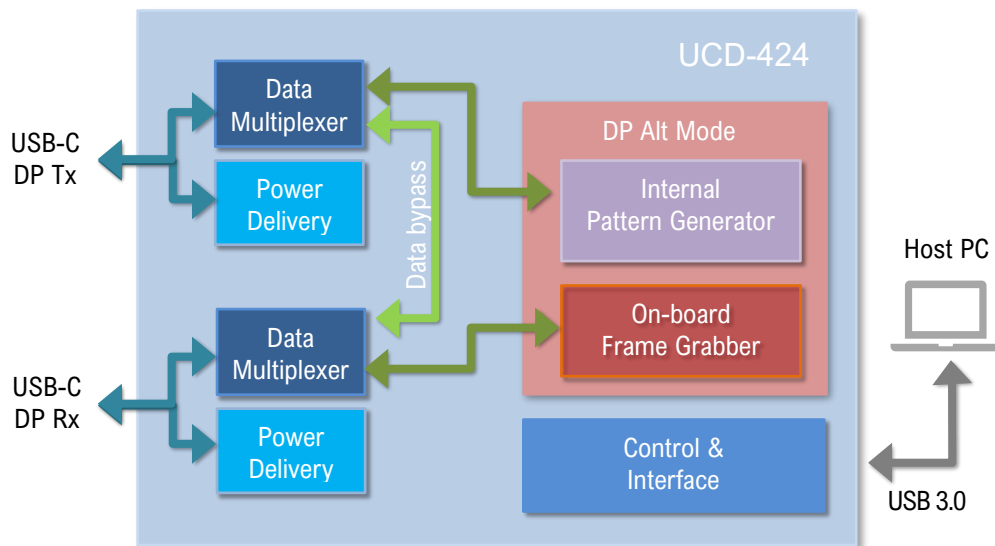 UCD-424
Data
Multiplexer
USB-C
DP Tx
Power
Delivery
Data bypass
DP Alt Mode
Internal
Pattern Generator
On-board
Frame Grabber
Host PC
Data
Multiplexer
USB-C
DP Rx
Power
Delivery
Control &
Interface
USB 3.0